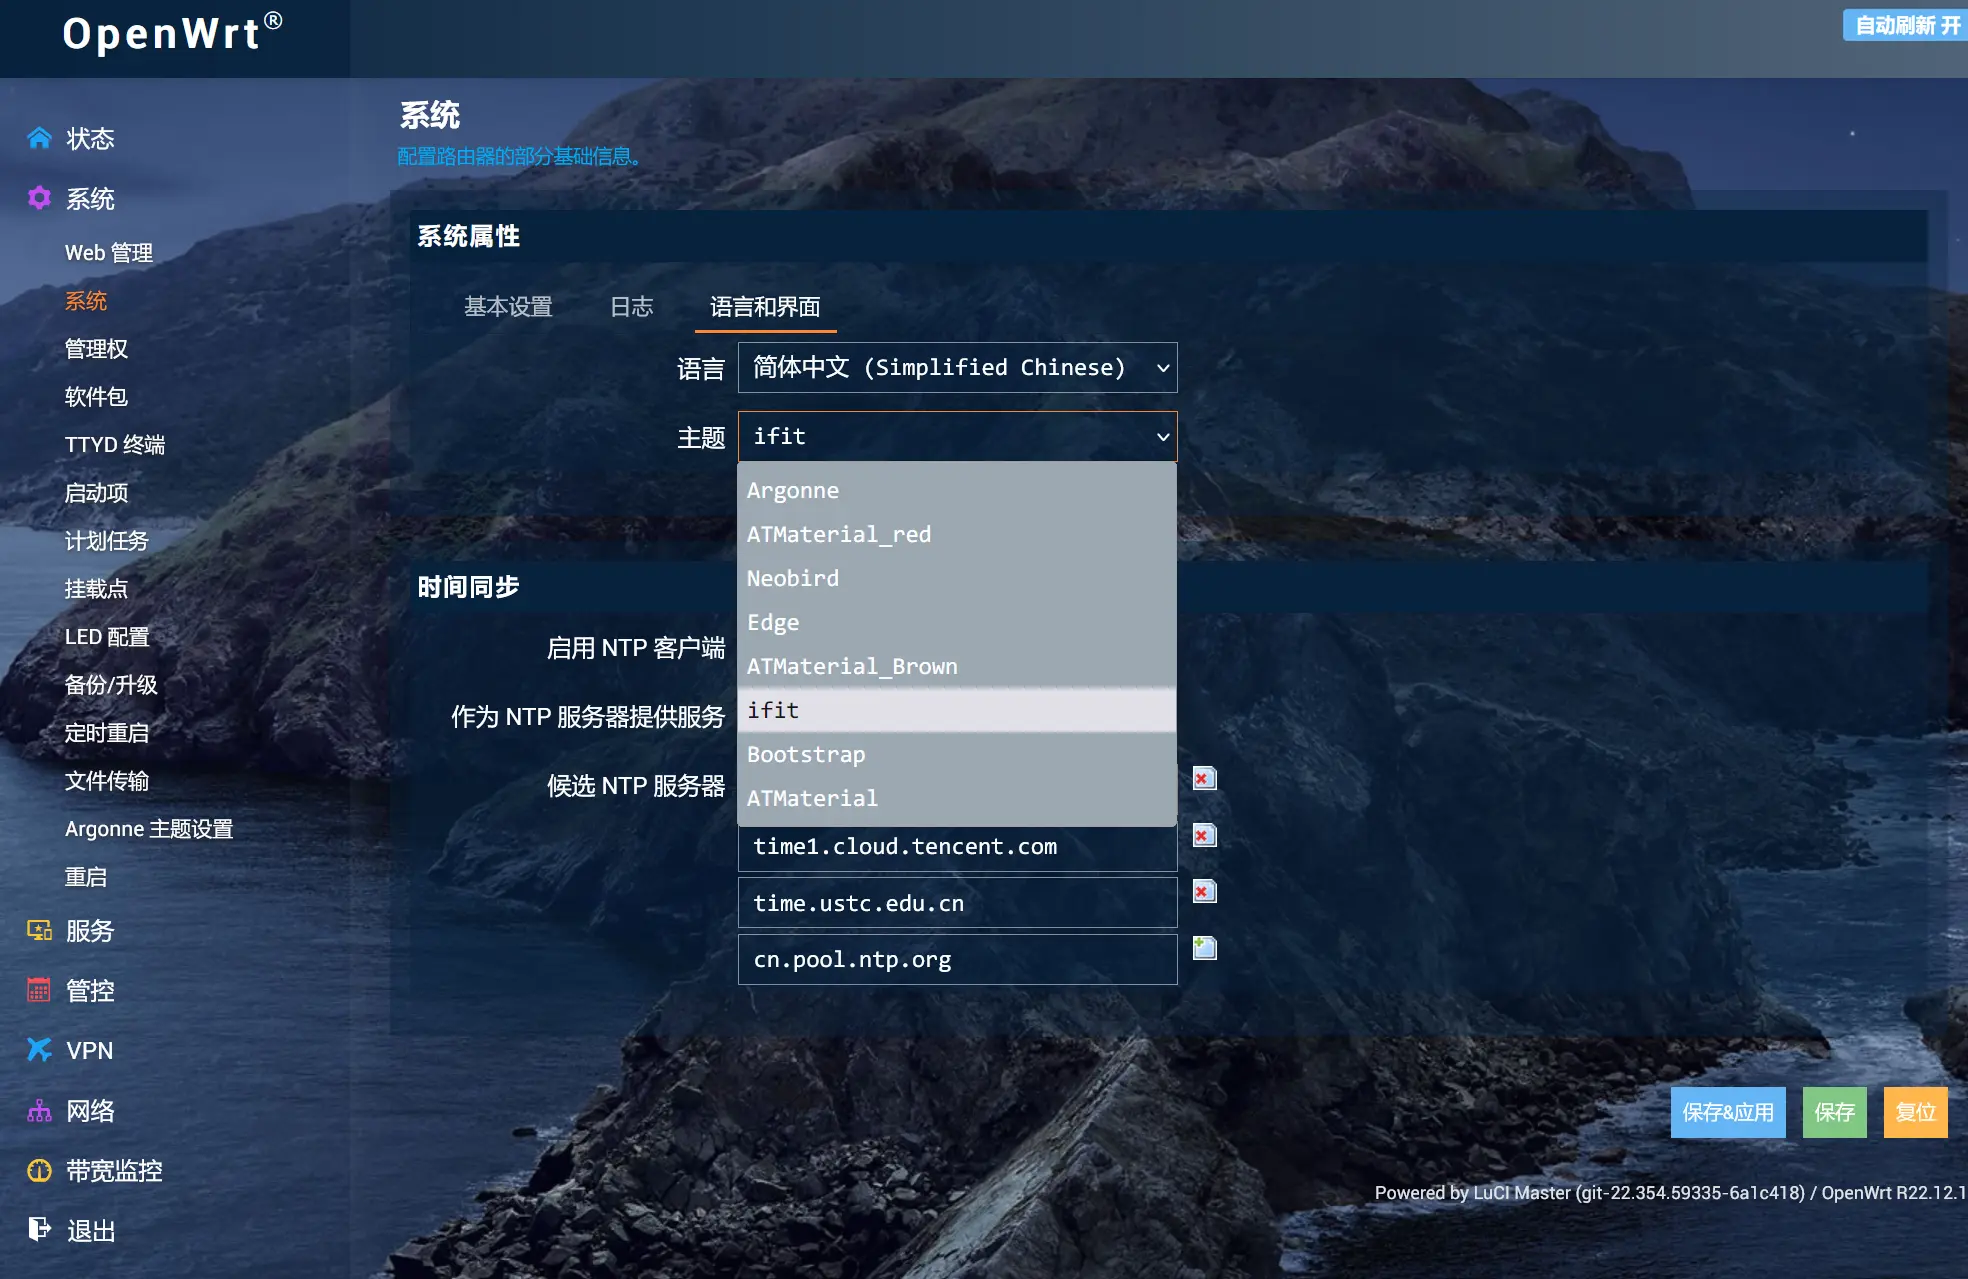 OpenWrt®
自动刷新 开
状态
系统
Web 管理
系统
管理权
软件包
TTYD 终端
启动项
计划任务
挂载点
LED 配置
备份/升级
定时重启
文件传输
Argonne 主题设置
重启
服务
管控
VPN
网络
带宽监控
退出
系统
配置路由器的部分基础信息。
系统属性
基本设置 日志 语言和界面
语言 简体中文 (Simplified Chinese)
主题 ifit
Argonne
ATMaterial_red
Neobird
Edge
ATMaterial_Brown
ifit
Bootstrap
ATMaterial
时间同步
启用 NTP 客户端
作为 NTP 服务器提供服务
候选 NTP 服务器
time1.cloud.tencent.com
time.ustc.edu.cn
cn.pool.ntp.org
保存&应用 保存 复位
Powered by LuCI Master (git-22.354.59335-6a1c418) / OpenWrt R22.12.1